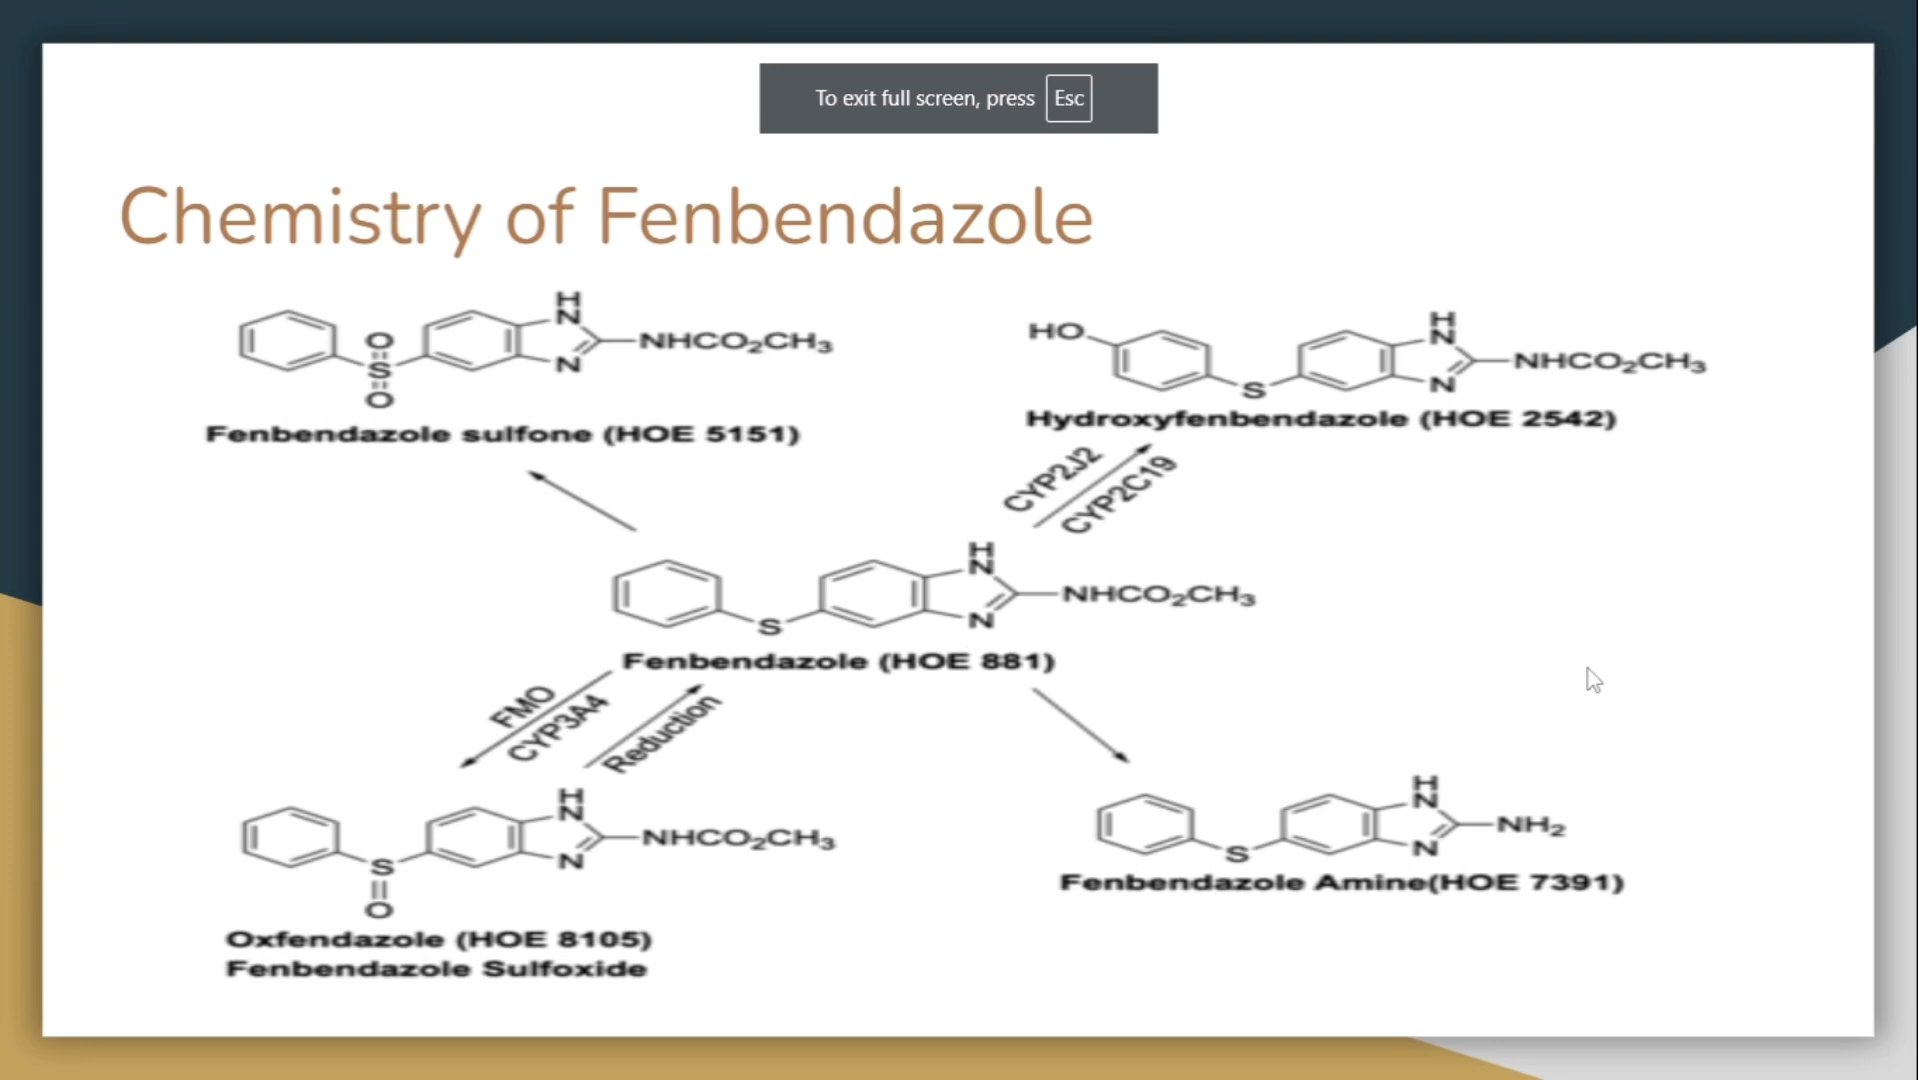 To exit full screen, press Esc
Chemistry of Fenbendazole
O
S
O
H
N
N
NHCO₂CH₃
Fenbendazole sulfone (HOE 5151)
HO
S
H
N
N
NHCO₂CH₃
Hydroxyfenbendazole (HOE 2542)
CYP2J2
CYP2C19
S
H
N
N
NHCO₂CH₃
Fenbendazole (HOE 881)
FMO
CYP3A4
Reduction
S
O
H
N
N
NHCO₂CH₃
Oxfendazole (HOE 8105)
Fenbendazole Sulfoxide
S
H
N
N
NH₂
Fenbendazole Amine(HOE 7391)